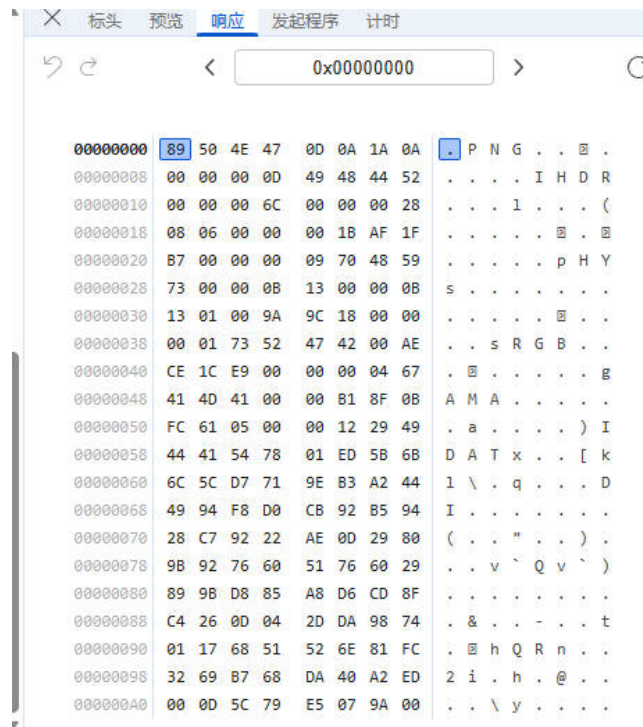 标头 预览 响应 发起程序 计时
0x00000000
00000000 89 50 4E 47 0D 0A 1A 0A . P N G . . .
00000008 00 00 00 0D 49 48 44 52 . . . . I H D R
00000010 00 00 00 6C 00 00 00 28 . . . l . . . (
00000018 08 06 00 00 00 1B AF 1F . . . . . .
00000020 B7 00 00 00 09 70 48 59 . . . . . p H Y
00000028 73 00 00 0B 13 00 00 0B s . . . . . . .
00000030 13 01 00 9A 9C 18 00 00 . . . . . . .
00000038 00 01 73 52 47 42 00 AE . . s R G B . .
00000040 CE 1C E9 00 00 00 04 67 . . . . . . g
00000048 41 4D 41 00 00 B1 8F 0B A M A . . . . .
00000050 FC 61 05 00 00 12 29 49 . a . . . . ) I
00000058 44 41 54 78 01 ED 5B 6B D A T x . . [ k
00000060 6C 5C D7 71 9E B3 A2 44 l \ . q . . . D
00000068 49 94 F8 D0 CB 92 B5 94 I . . . . . . .
00000070 28 C7 92 22 AE 0D 29 80 ( . . " . . ) .
00000078 9B 92 76 60 51 76 60 29 . . v ` Q v ` )
00000080 89 9B D8 85 A8 D6 CD 8F . . . . . . . .
00000088 C4 26 0D 04 2D DA 98 74 . & . . - . . t
00000090 01 17 68 51 52 6E 81 FC . h Q R n . .
00000098 32 69 B7 68 DA 40 A2 ED 2 i . h . @ . .
000000A0 00 0D 5C 79 E5 07 9A 00 . . \ y . . . .